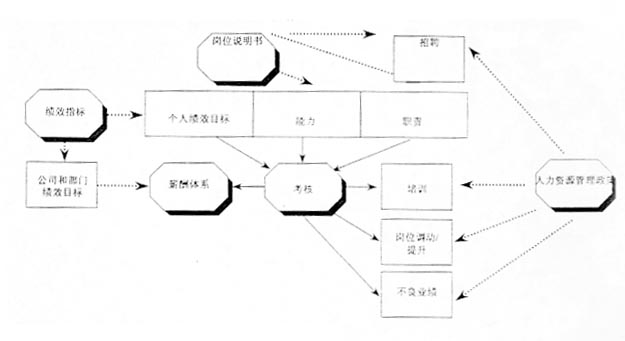 岗位说明书
招聘
绩效指标
个人绩效目标
能力
职责
公司和部门
绩效目标
薪酬体系
考核
培训
人力资源管理政策
岗位调动/
提升
不良业绩